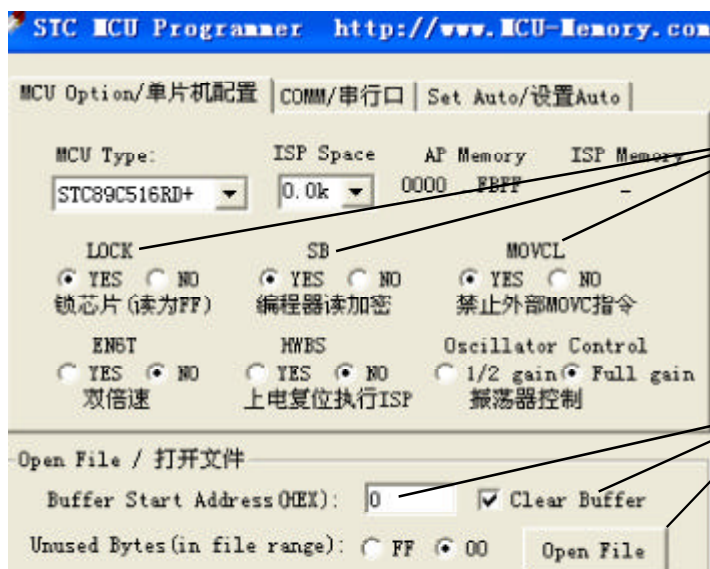 STC MCU Programmer http://www.MCU-Memory.com
MCU Option/单片机配置 COMM/串行口 Set Auto/设置Auto
MCU Type: ISP Space AP Memory ISP Memory
STC89C516RD+ 0.0k 0000 FBFF -
LOCK SB MOVCL
YES NO YES NO YES NO
锁芯片(读为FF) 编程器读加密 禁止外部MOVC指令
EN6T HWBS Oscillator Control
YES NO YES NO 1/2 gain Full gain
双倍速 上电复位执行ISP 振荡器控制
Open File / 打开文件
Buffer Start Address(HEX): 0 Clear Buffer
Unused Bytes(in file range): FF 00 Open File